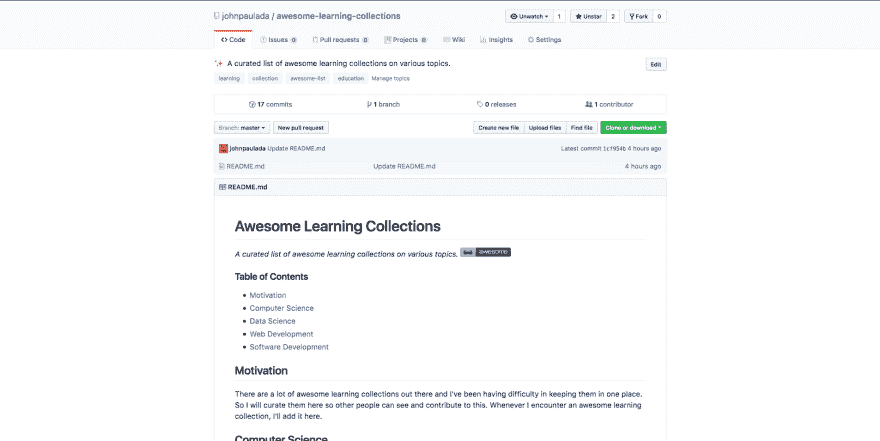 johnpaulada / awesome-learning-collections
Unwatch 1 Unstar 2 Fork 0
Code Issues 0 Pull requests 0 Projects 0 Wiki Insights Settings
A curated list of awesome learning collections on various topics. Edit
learning collection awesome-list education Manage topics
17 commits 1 branch 0 releases 1 contributor
Branch: master New pull request Create new file Upload files Find file Clone or download
johnpaulada Update README.md Latest commit 1cf954b 4 hours ago
README.md Update README.md 4 hours ago
README.md
Awesome Learning Collections
A curated list of awesome learning collections on various topics. awesome
Table of Contents
• Motivation
• Computer Science
• Data Science
• Web Development
• Software Development
Motivation
There are a lot of awesome learning collections out there and I've been having difficulty in keeping them in one place.
So I will curate them here so other people can see and contribute to this. Whenever I encounter an awesome learning
collection, I'll add it here.
Computer Science